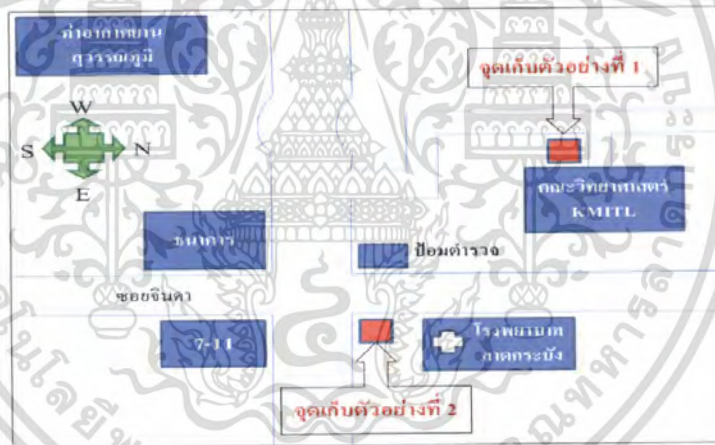 ท่าอากาศยาน
สุวรรณภูมิ
จุดเก็บตัวอย่างที่ 1
W
S
N
E
คณะวิทยาศาสตร์
KMITL
ธนาคาร
ป้อมตำรวจ
ซอยจินดา
7-11
โรงพยาบาล
ลาดกระบัง
จุดเก็บตัวอย่างที่ 2